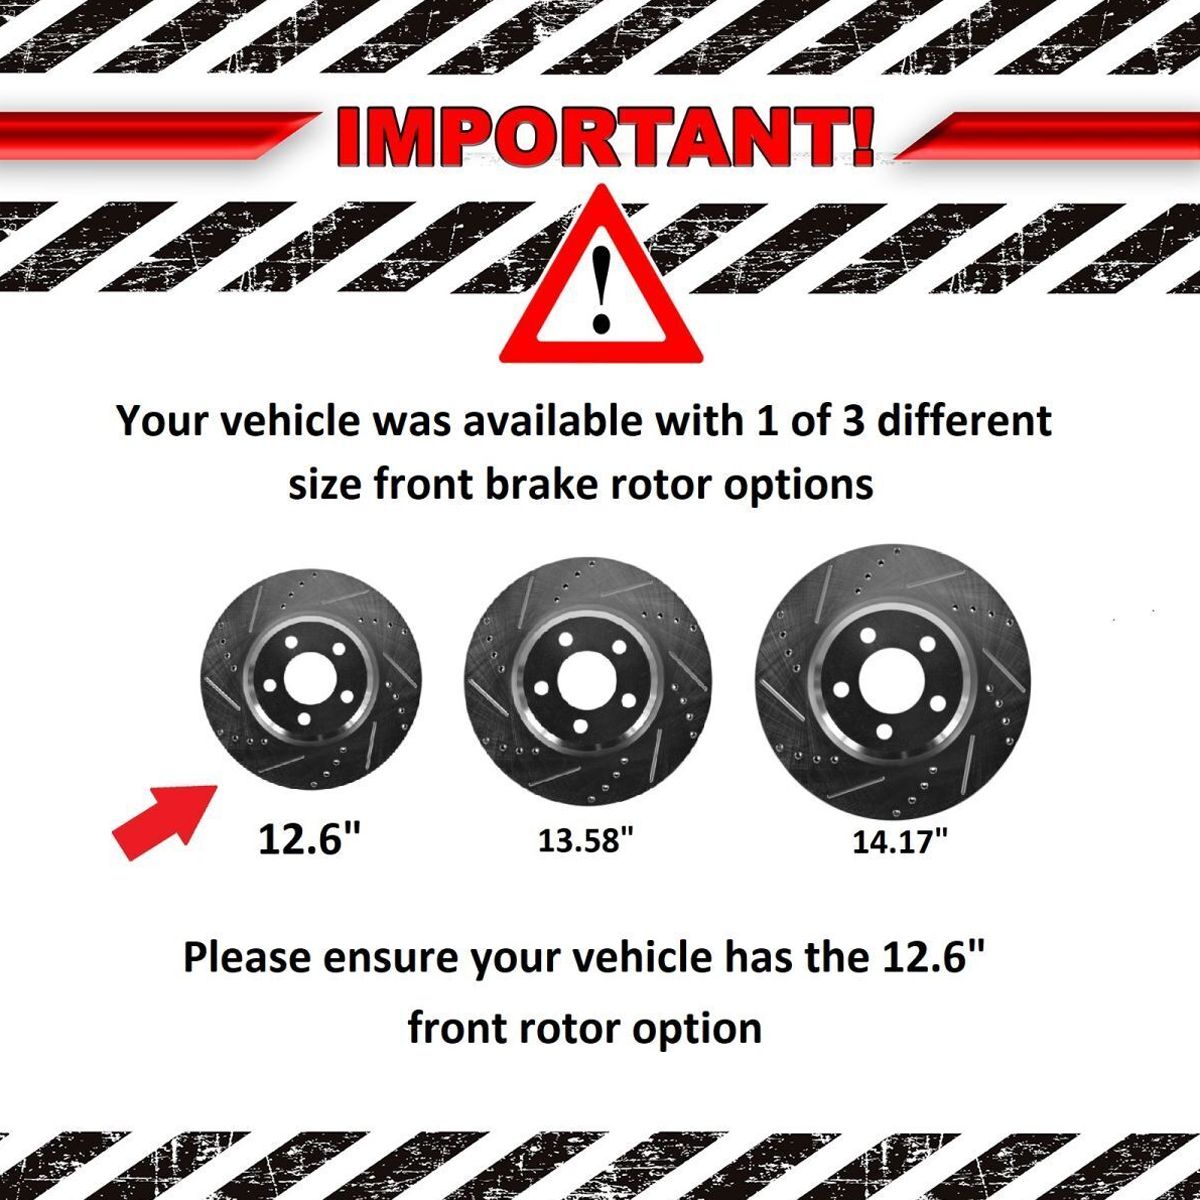 IMPORTANT!
!
Your vehicle was available with 1 of 3 different
size front brake rotor options
12.6"
13.58"
14.17"
Please ensure your vehicle has the 12.6"
front rotor option